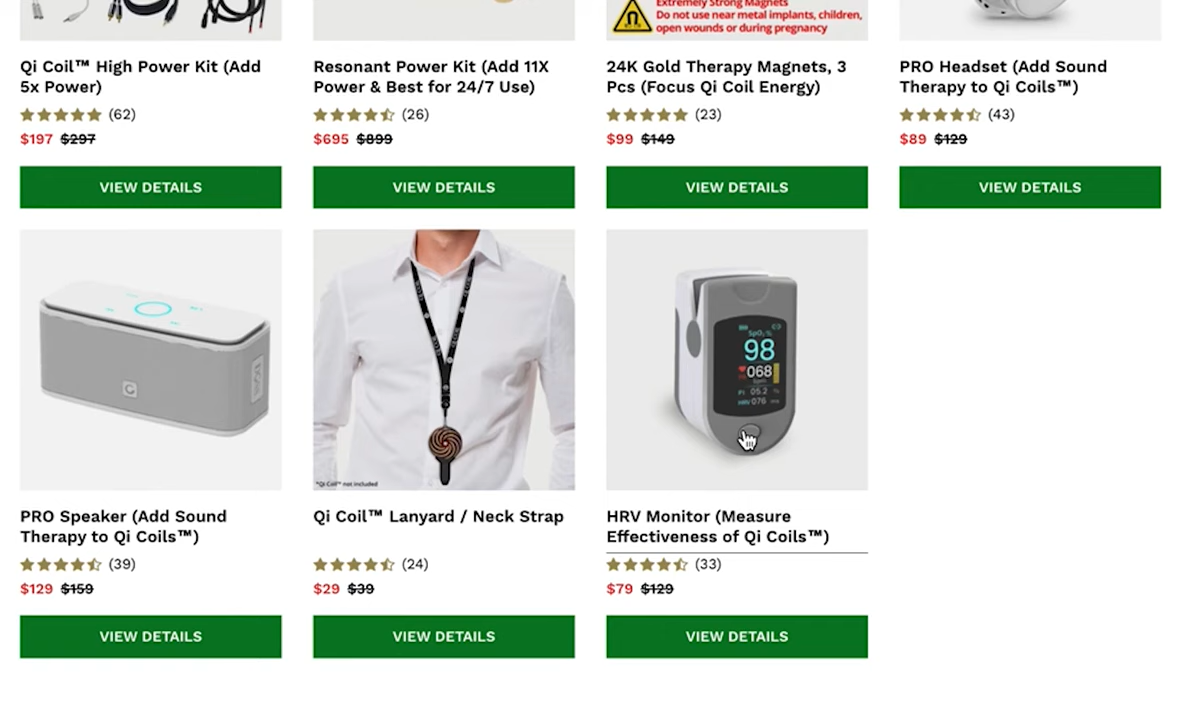 Extremely Strong Magnets
Do not use near metal implants, children,
open wounds or during pregnancy
Qi Coil™ High Power Kit (Add
5x Power)
(62)
$197 $297
VIEW DETAILS
Resonant Power Kit (Add 11X
Power & Best for 24/7 Use)
(26)
$695 $899
VIEW DETAILS
24K Gold Therapy Magnets, 3
Pcs (Focus Qi Coil Energy)
(23)
$99 $149
VIEW DETAILS
PRO Headset (Add Sound
Therapy to Qi Coils™)
(43)
$89 $129
VIEW DETAILS
PRO Speaker (Add Sound
Therapy to Qi Coils™)
(39)
$129 $159
VIEW DETAILS
*Qi Coil™ not included
Qi Coil™ Lanyard / Neck Strap
(24)
$29 $39
VIEW DETAILS
SpO₂%
98
068
PI 05.2 %
HRV 076 ms
HRV Monitor (Measure
Effectiveness of Qi Coils™)
(33)
$79 $129
VIEW DETAILS